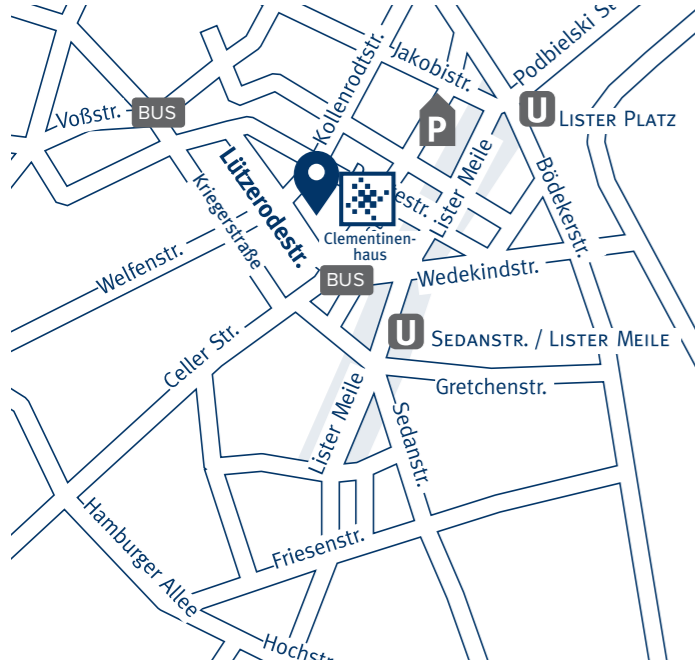 Jakobistr.
Podbielski St
Kollenrodtstr.
Voßstr.
BUS
P
U
LISTER PLATZ
Lützerodestr.
Lister Meile
Bödekerstr.
Kriegerstraße
Clementinen-
haus
Welfenstr.
BUS
Wedekindstr.
U
SEDANSTR. / LISTER MEILE
Celler Str.
Gretchenstr.
Lister Meile
Sedanstr.
Hamburger Allee
Friesenstr.
Hochstr